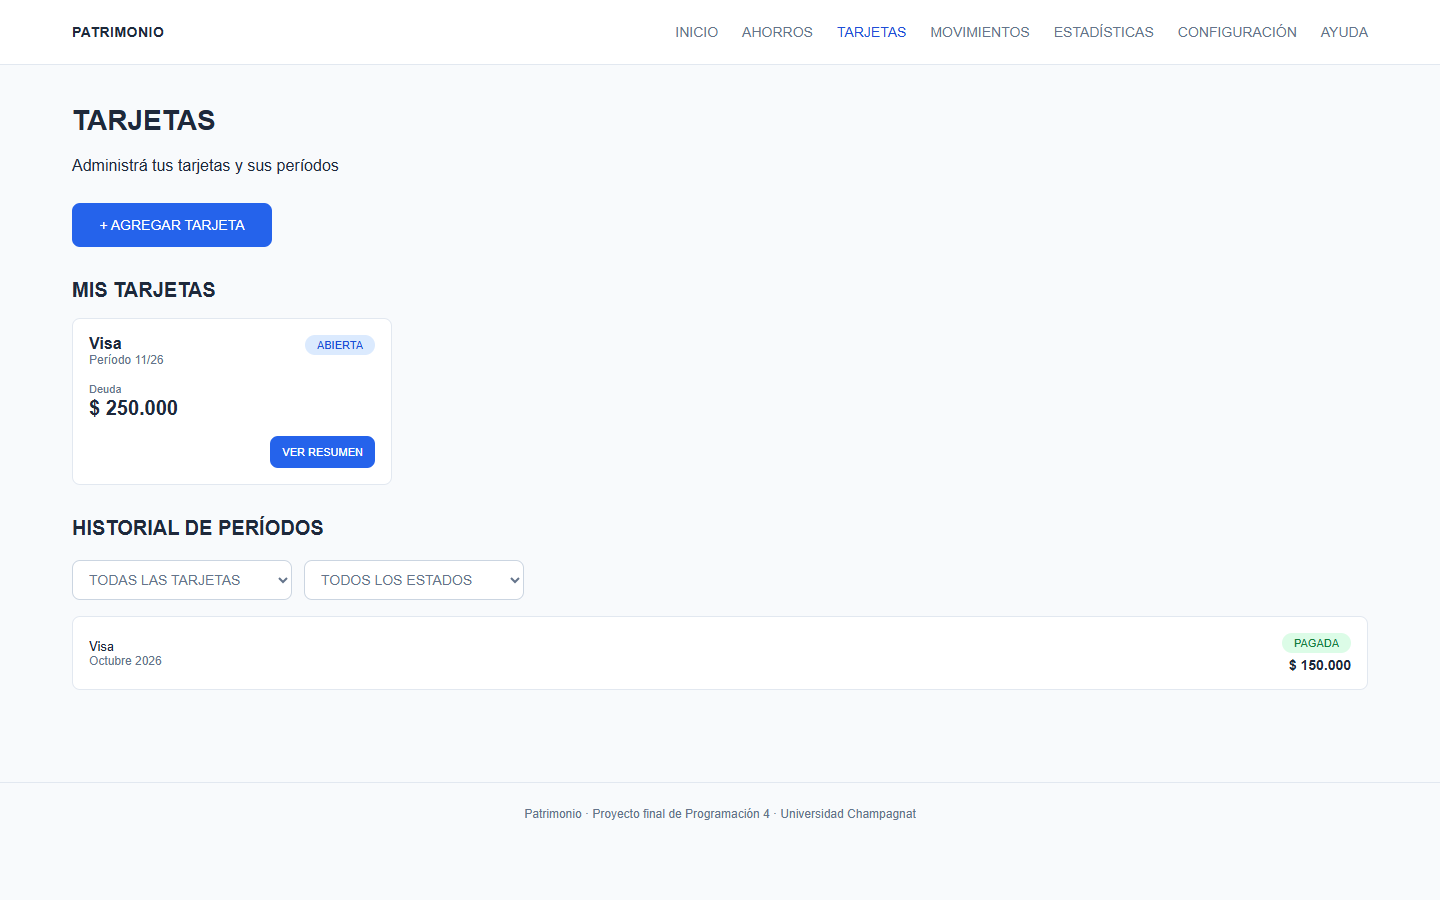 PATRIMONIO
INICIO AHORROS TARJETAS MOVIMIENTOS ESTADÍSTICAS CONFIGURACIÓN AYUDA
TARJETAS
Administrá tus tarjetas y sus períodos
+ AGREGAR TARJETA
MIS TARJETAS
Visa
ABIERTA
Período 11/26
Deuda
$ 250.000
VER RESUMEN
HISTORIAL DE PERÍODOS
TODAS LAS TARJETAS
TODOS LOS ESTADOS
Visa
Octubre 2026
PAGADA
$ 150.000
Patrimonio · Proyecto final de Programación 4 · Universidad Champagnat